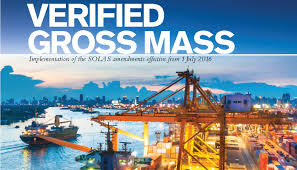 VERIFIED
GROSS MASS
Implementation of the SOLAS amendments effective from 1 July 2016